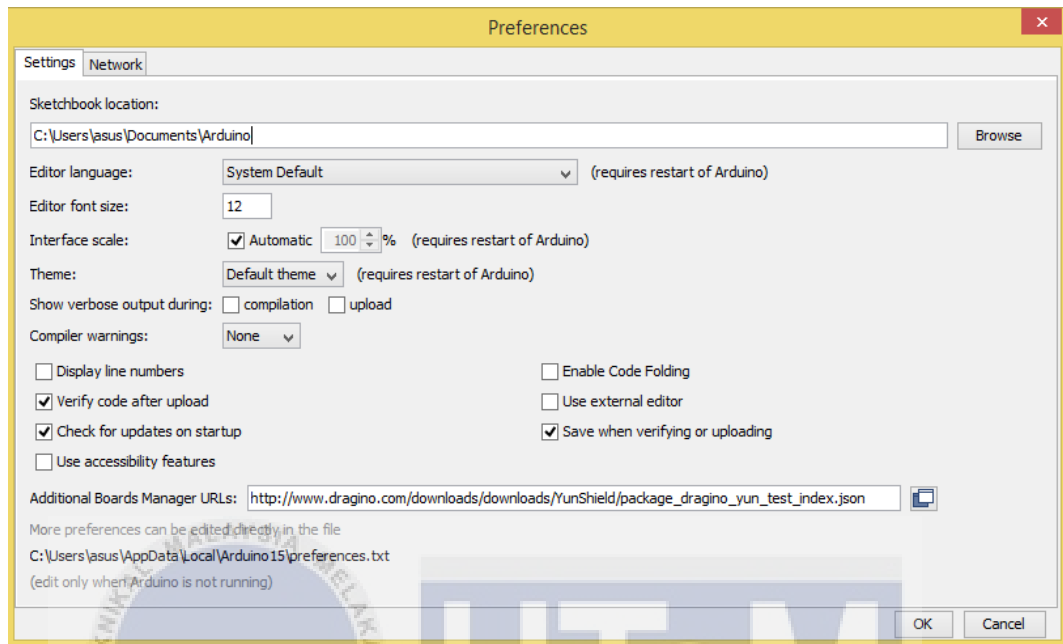 Preferences
Settings Network
Sketchbook location:
C:\Users\asus\Documents\Arduino Browse
Editor language: System Default (requires restart of Arduino)
Editor font size: 12
Interface scale: Automatic 100 % (requires restart of Arduino)
Theme: Default theme (requires restart of Arduino)
Show verbose output during: compilation upload
Compiler warnings: None
Display line numbers Enable Code Folding
Verify code after upload Use external editor
Check for updates on startup Save when verifying or uploading
Use accessibility features
Additional Boards Manager URLs: http://www.dragino.com/downloads/downloads/YunShield/package_dragino_yun_test_index.json
More preferences can be edited directly in the file
C:\Users\asus\AppData\Local\Arduino15\preferences.txt
(edit only when Arduino is not running)
OK Cancel